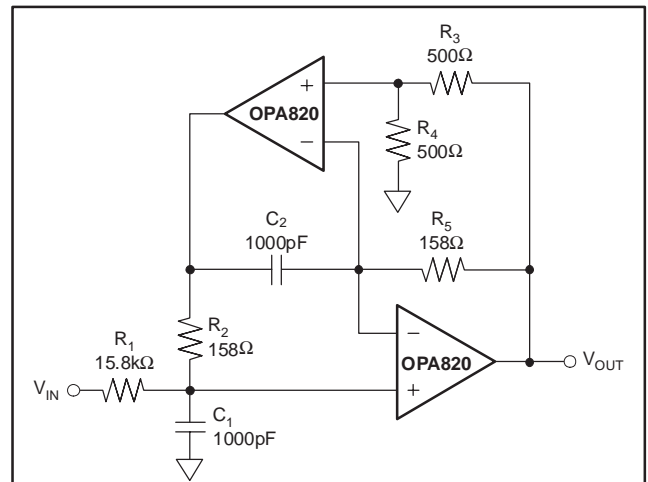 R3
500Ω
+
OPA820
−
R4
500Ω
C2
1000pF
R5
158Ω
R1
15.8kΩ
R2
158Ω
−
OPA820
+
VIN
VOUT
C1
1000pF